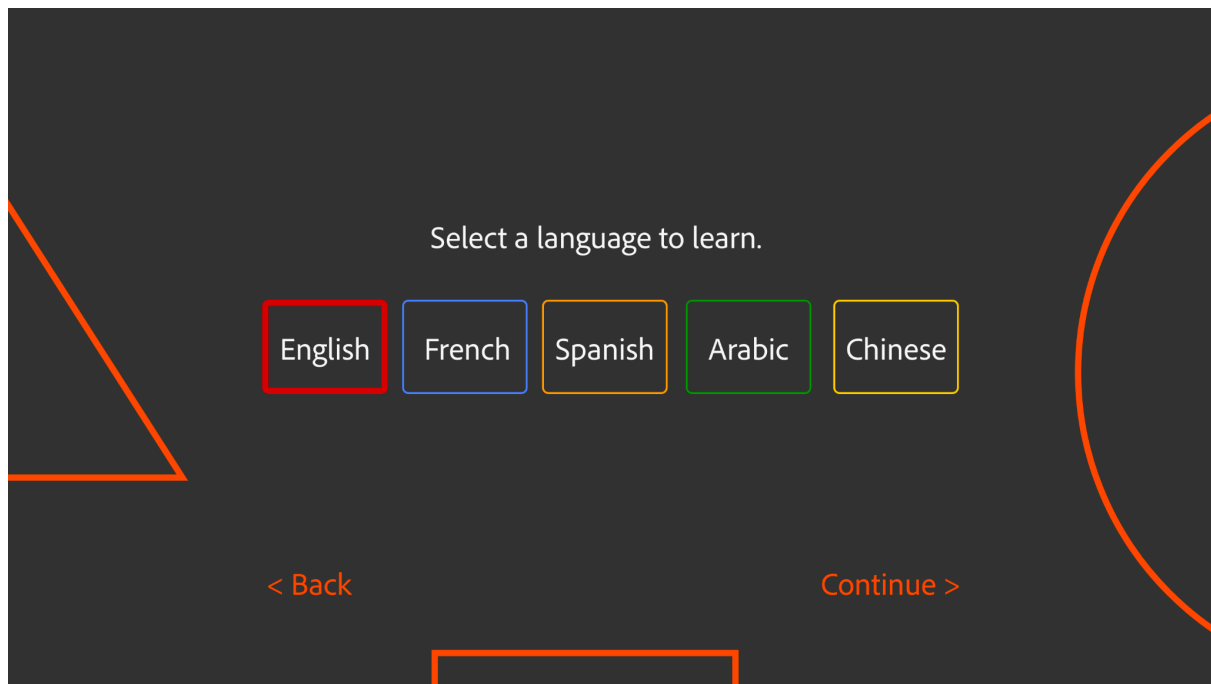 Select a language to learn.
English French Spanish Arabic Chinese
< Back Continue >